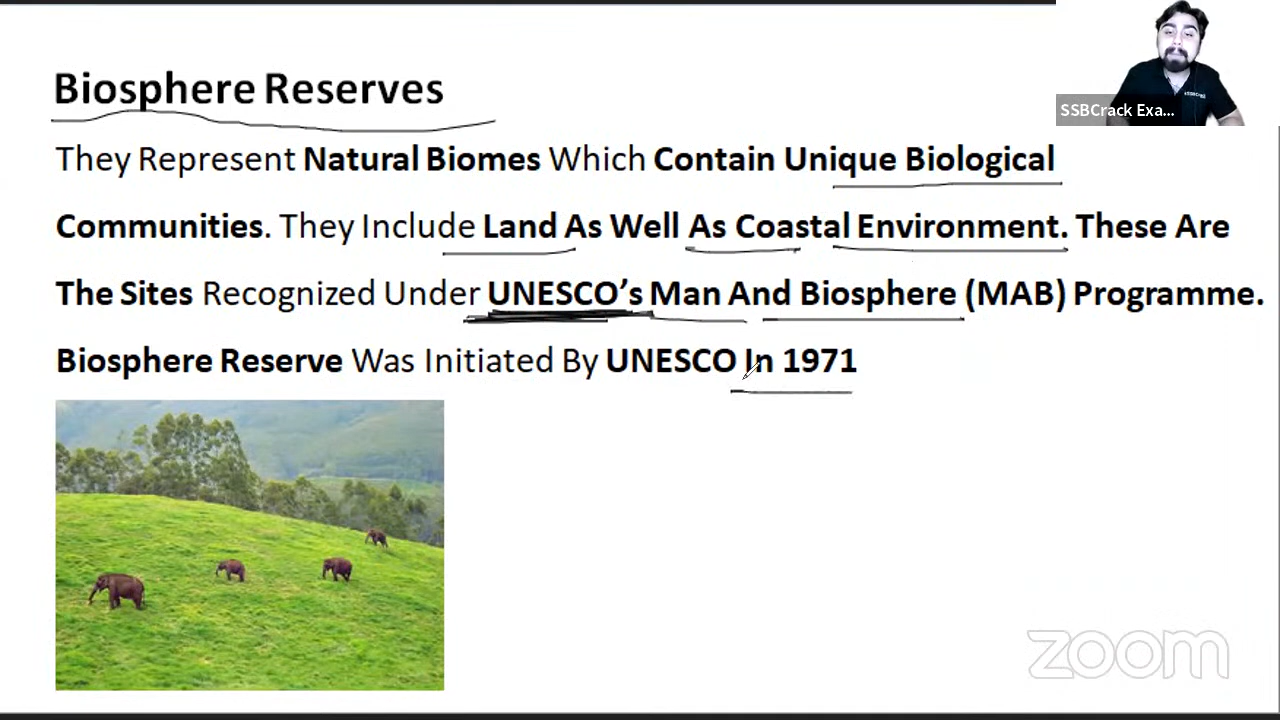 SSBCrack Exa...
Biosphere Reserves
They Represent Natural Biomes Which Contain Unique Biological
Communities. They Include Land As Well As Coastal Environment. These Are
The Sites Recognized Under UNESCO’s Man And Biosphere (MAB) Programme.
Biosphere Reserve Was Initiated By UNESCO In 1971
zoom